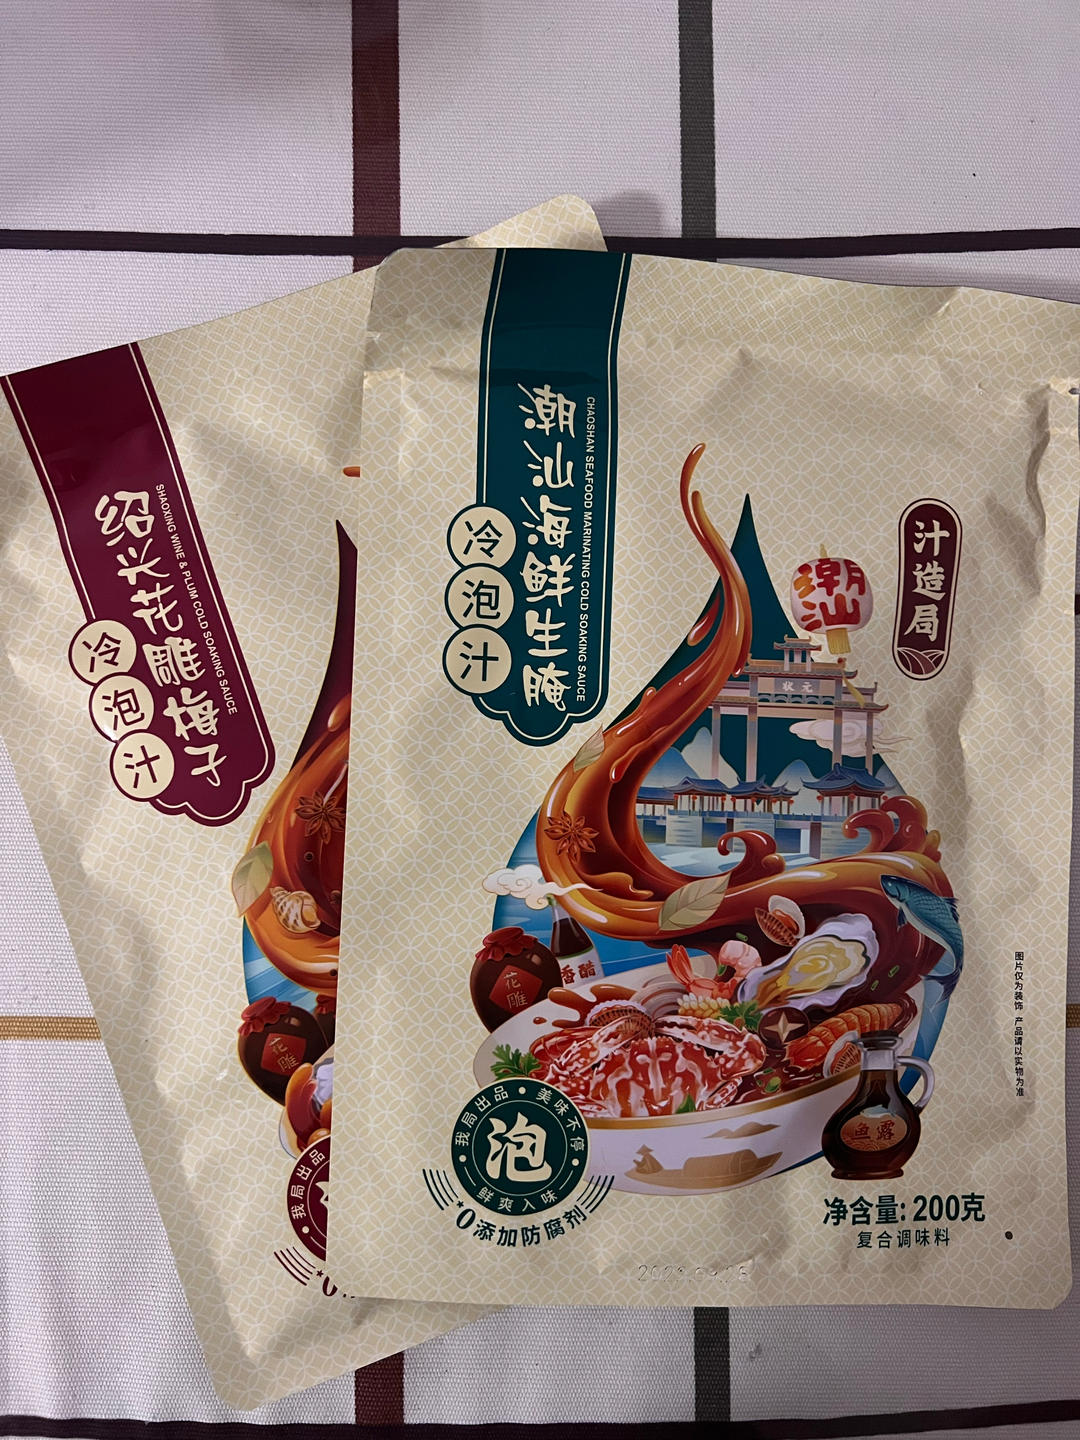 绍兴花雕梅子
SHAOXING WINE & PLUM COLD SOAKING SAUCE
冷泡汁
花雕
我局出品
潮汕海鲜生腌
CHAOSHAN SEAFOOD MARINATING COLD SOAKING SAUCE
冷泡汁
汁造局
潮汕
状元
花雕
香醋
鱼露
图片仅为装饰 产品请以实物为准
我局出品·美味不停
泡
鲜爽入味
*0添加防腐剂
净含量: 200克
复合调味料